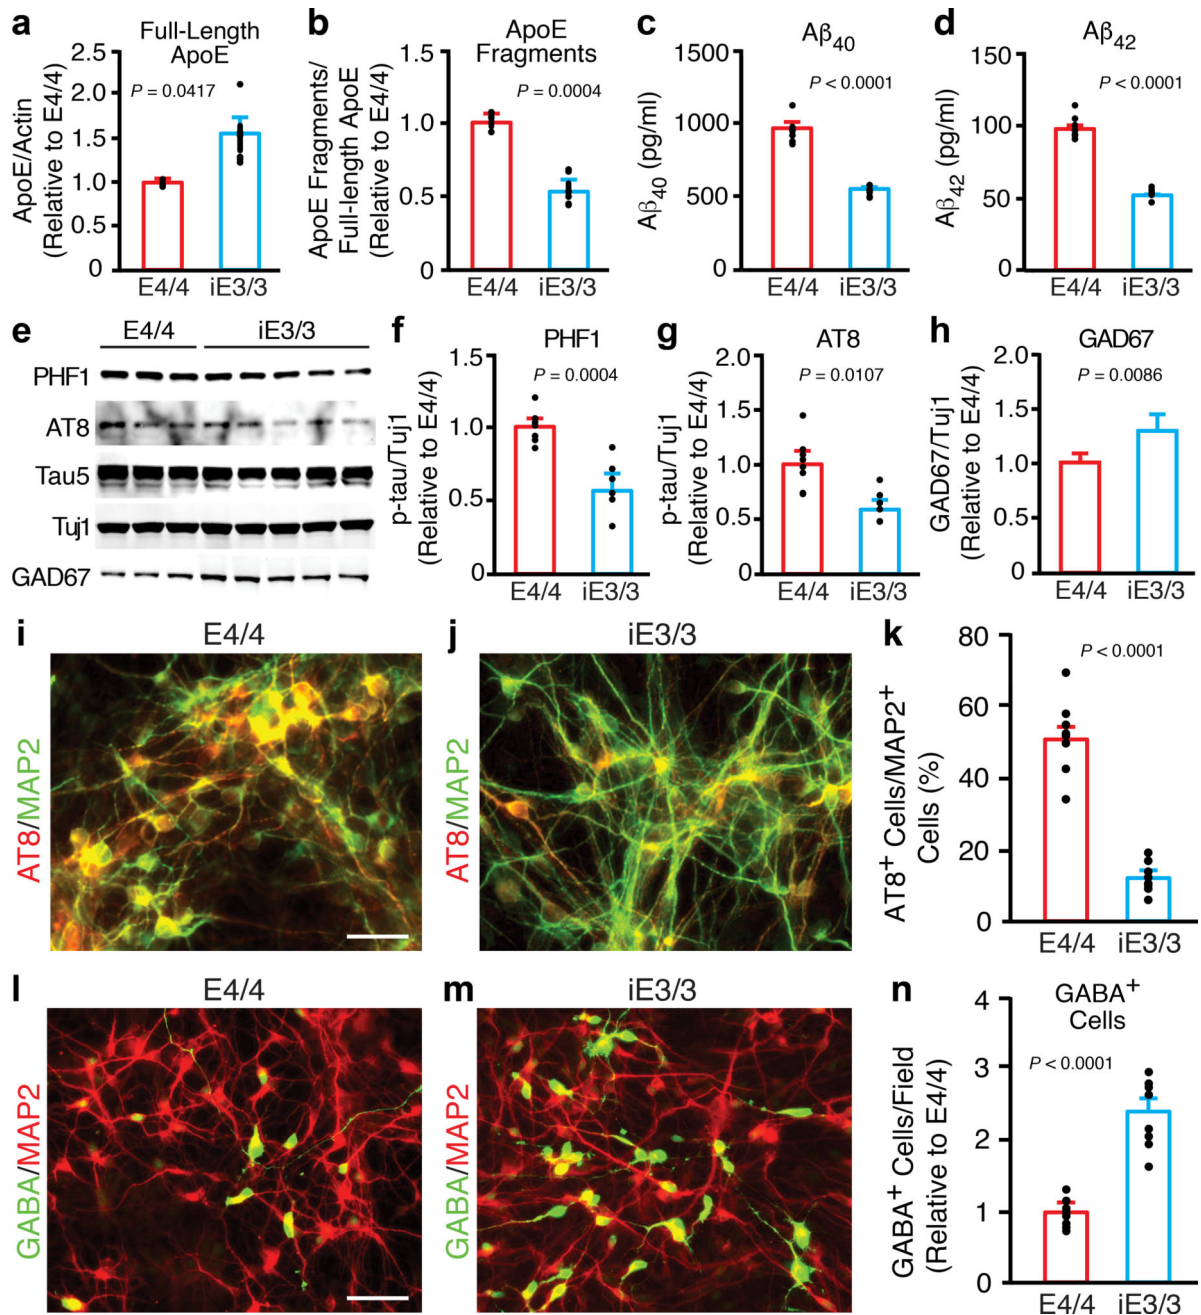 a
Full-Length
ApoE
ApoE/Actin
(Relative to E4/4)
2.5
2.0
1.5
1.0
0.5
0
P = 0.0417
E4/4 iE3/3
b
ApoE
Fragments
ApoE Fragments/
Full-length ApoE
(Relative to E4/4)
1.5
1.0
0.5
0
P = 0.0004
E4/4 iE3/3
c
Aβ40
Aβ40 (pg/ml)
1500
1000
500
0
P < 0.0001
E4/4 iE3/3
d
Aβ42
Aβ42 (pg/ml)
150
100
50
0
P < 0.0001
E4/4 iE3/3
e
E4/4 iE3/3
PHF1
AT8
Tau5
Tuj1
GAD67
f
PHF1
p-tau/Tuj1
(Relative to E4/4)
1.5
1.0
0.5
0
P = 0.0004
E4/4 iE3/3
g
AT8
p-tau/Tuj1
(Relative to E4/4)
2.0
1.5
1.0
0.5
0
P = 0.0107
E4/4 iE3/3
h
GAD67
GAD67/Tuj1
(Relative to E4/4)
2.0
1.0
0
P = 0.0086
E4/4 iE3/3
i
E4/4
AT8/MAP2
j
iE3/3
AT8/MAP2
k
AT8+ Cells/MAP2+
Cells (%)
80
60
40
20
0
P < 0.0001
E4/4 iE3/3
l
E4/4
GABA/MAP2
m
iE3/3
GABA/MAP2
n
GABA+
Cells
GABA+ Cells/Field
(Relative to E4/4)
4
3
2
1
0
P < 0.0001
E4/4 iE3/3